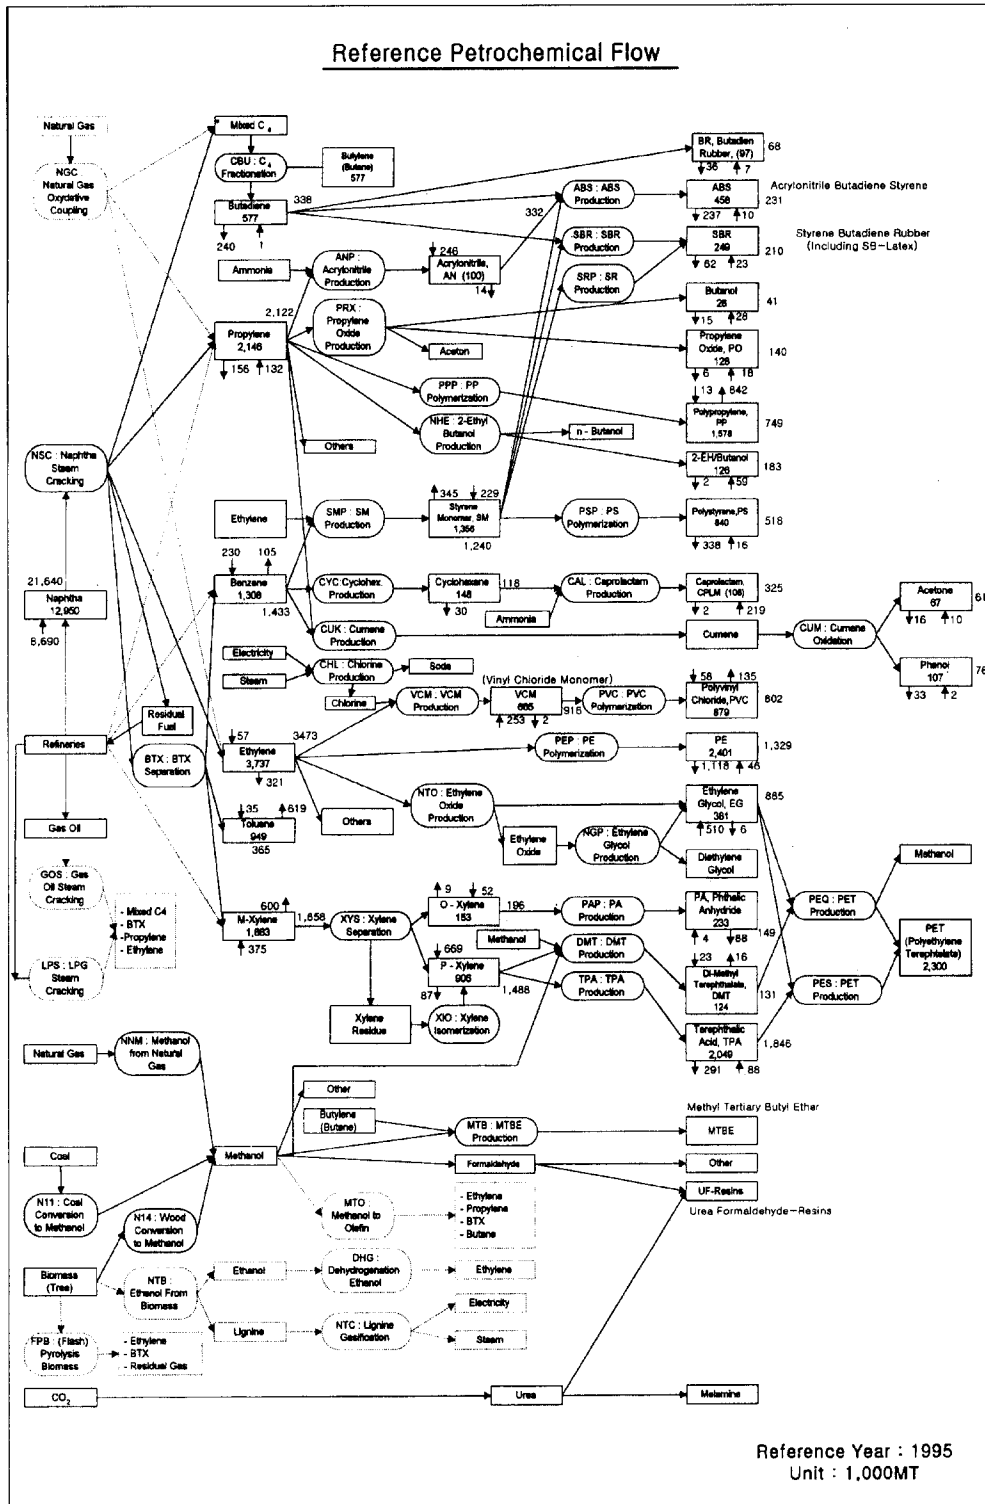 Reference Petrochemical Flow
Natural Gas
NGC
Natural Gas
Oxydative
Coupling
Mixed C4
CBU : C4
Fractionation
Butylene
(Butane)
577
Butadiene
577
338
240
1
BR, Butadien
Rubber, (97)
68
36
7
ABS : ABS
Production
332
ABS
458
Acrylonitrile Butadiene Styrene
231
237
10
SBR : SBR
Production
SBR
249
Styrene Butadiene Rubber
(Including SB-Latex)
210
62
23
Ammonia
ANP :
Acrylonitrile
Production
246
Acrylonitrile,
AN (100)
14
SRP : SR
Production
2,122
PRX :
Propylene
Oxide
Production
Butanol
26
41
15
28
Propylene
2,146
156
132
Aceton
Propylene
Oxide, PO
128
140
6
18
PPP : PP
Polymerization
13
842
Polypropylene,
PP
1,578
749
NHE : 2-Ethyl
Butanol
Production
n - Butanol
Others
2-EH/Butanol
126
183
2
59
NSC : Naphtha
Steam
Cracking
Ethylene
SMP : SM
Production
345
229
Styrene
Monomer, SM
1,356
1,240
PSP : PS
Polymerization
Polystyrene,PS
840
518
338
16
21,640
Naphtha
12,950
8,690
230
105
Benzene
1,308
1,433
CYC:Cyclohex.
Production
Cyclohexane
148
118
30
CAL : Caprolactam
Production
Ammonia
Caprolactam,
CPLM (106)
325
2
219
CUK : Cumene
Production
Cumene
CUM : Cumene
Oxidation
Acetone
67
61
16
10
Phenol
107
76
33
2
Electricity
Steam
CHL : Chlorine
Production
Soda
Chlorine
VCM : VCM
Production
(Vinyl Chloride Monomer)
VCM
665
915
253
2
PVC : PVC
Polymerization
58
135
Polyvinyl
Chloride,PVC
879
802
Residual
Fuel
Refineries
BTX : BTX
Separation
57
3473
Ethylene
3,737
321
PEP : PE
Polymerization
PE
2,401
1,329
1,118
46
NTO : Ethylene
Oxide
Production
Others
Ethylene
Oxide
NGP : Ethylene
Glycol
Production
Ethylene
Glycol, EG
381
885
510
6
Diethylene
Glycol
35
619
Toluene
949
365
Gas Oil
GOS : Gas
Oil Steam
Cracking
- Mixed C4
- BTX
-Propylene
- Ethylene
LPS : LPG
Steam
Cracking
600
M-Xylene
1,883
1,658
375
XYS : Xylene
Separation
9
52
O - Xylene
153
196
PAP : PA
Production
PA, Phthalic
Anhydride
233
149
4
88
PEQ : PET
Production
Methanol
PET
(Polyethylene
Terephtalate)
2,300
Methanol
DMT : DMT
Production
669
P - Xylene
906
87
1,488
TPA : TPA
Production
23
16
Di-Methyl
Terephthalate,
DMT
124
131
PES : PET
Production
Xylene
Residue
XIO : Xylene
Isomerization
Terephthalic
Acid, TPA
2,049
1,846
291
88
Natural Gas
NNM : Methanol
from Natural
Gas
Other
Butylene
(Butane)
Methyl Tertiary Butyl Ether
MTB : MTBE
Production
MTBE
Coal
Methanol
Formaldehyde
Other
UF-Resins
Urea Formaldehyde-Resins
N11 : Coal
Conversion
to Methanol
N14 : Wood
Conversion
to Methanol
MTO :
Methanol to
Olefin
- Ethylene
- Propylene
- BTX
- Butane
Biomass
(Tree)
NTB :
Ethanol From
Biomass
Ethanol
DHG :
Dehydrogenation
Ethanol
Ethylene
Lignine
NTC : Lignine
Gasification
Electricity
Steam
FPB : (Flash)
Pyrolysis
Biomass
- Ethylene
- BTX
- Residual Gas
CO2
Urea
Melamine
Reference Year : 1995
Unit : 1,000MT